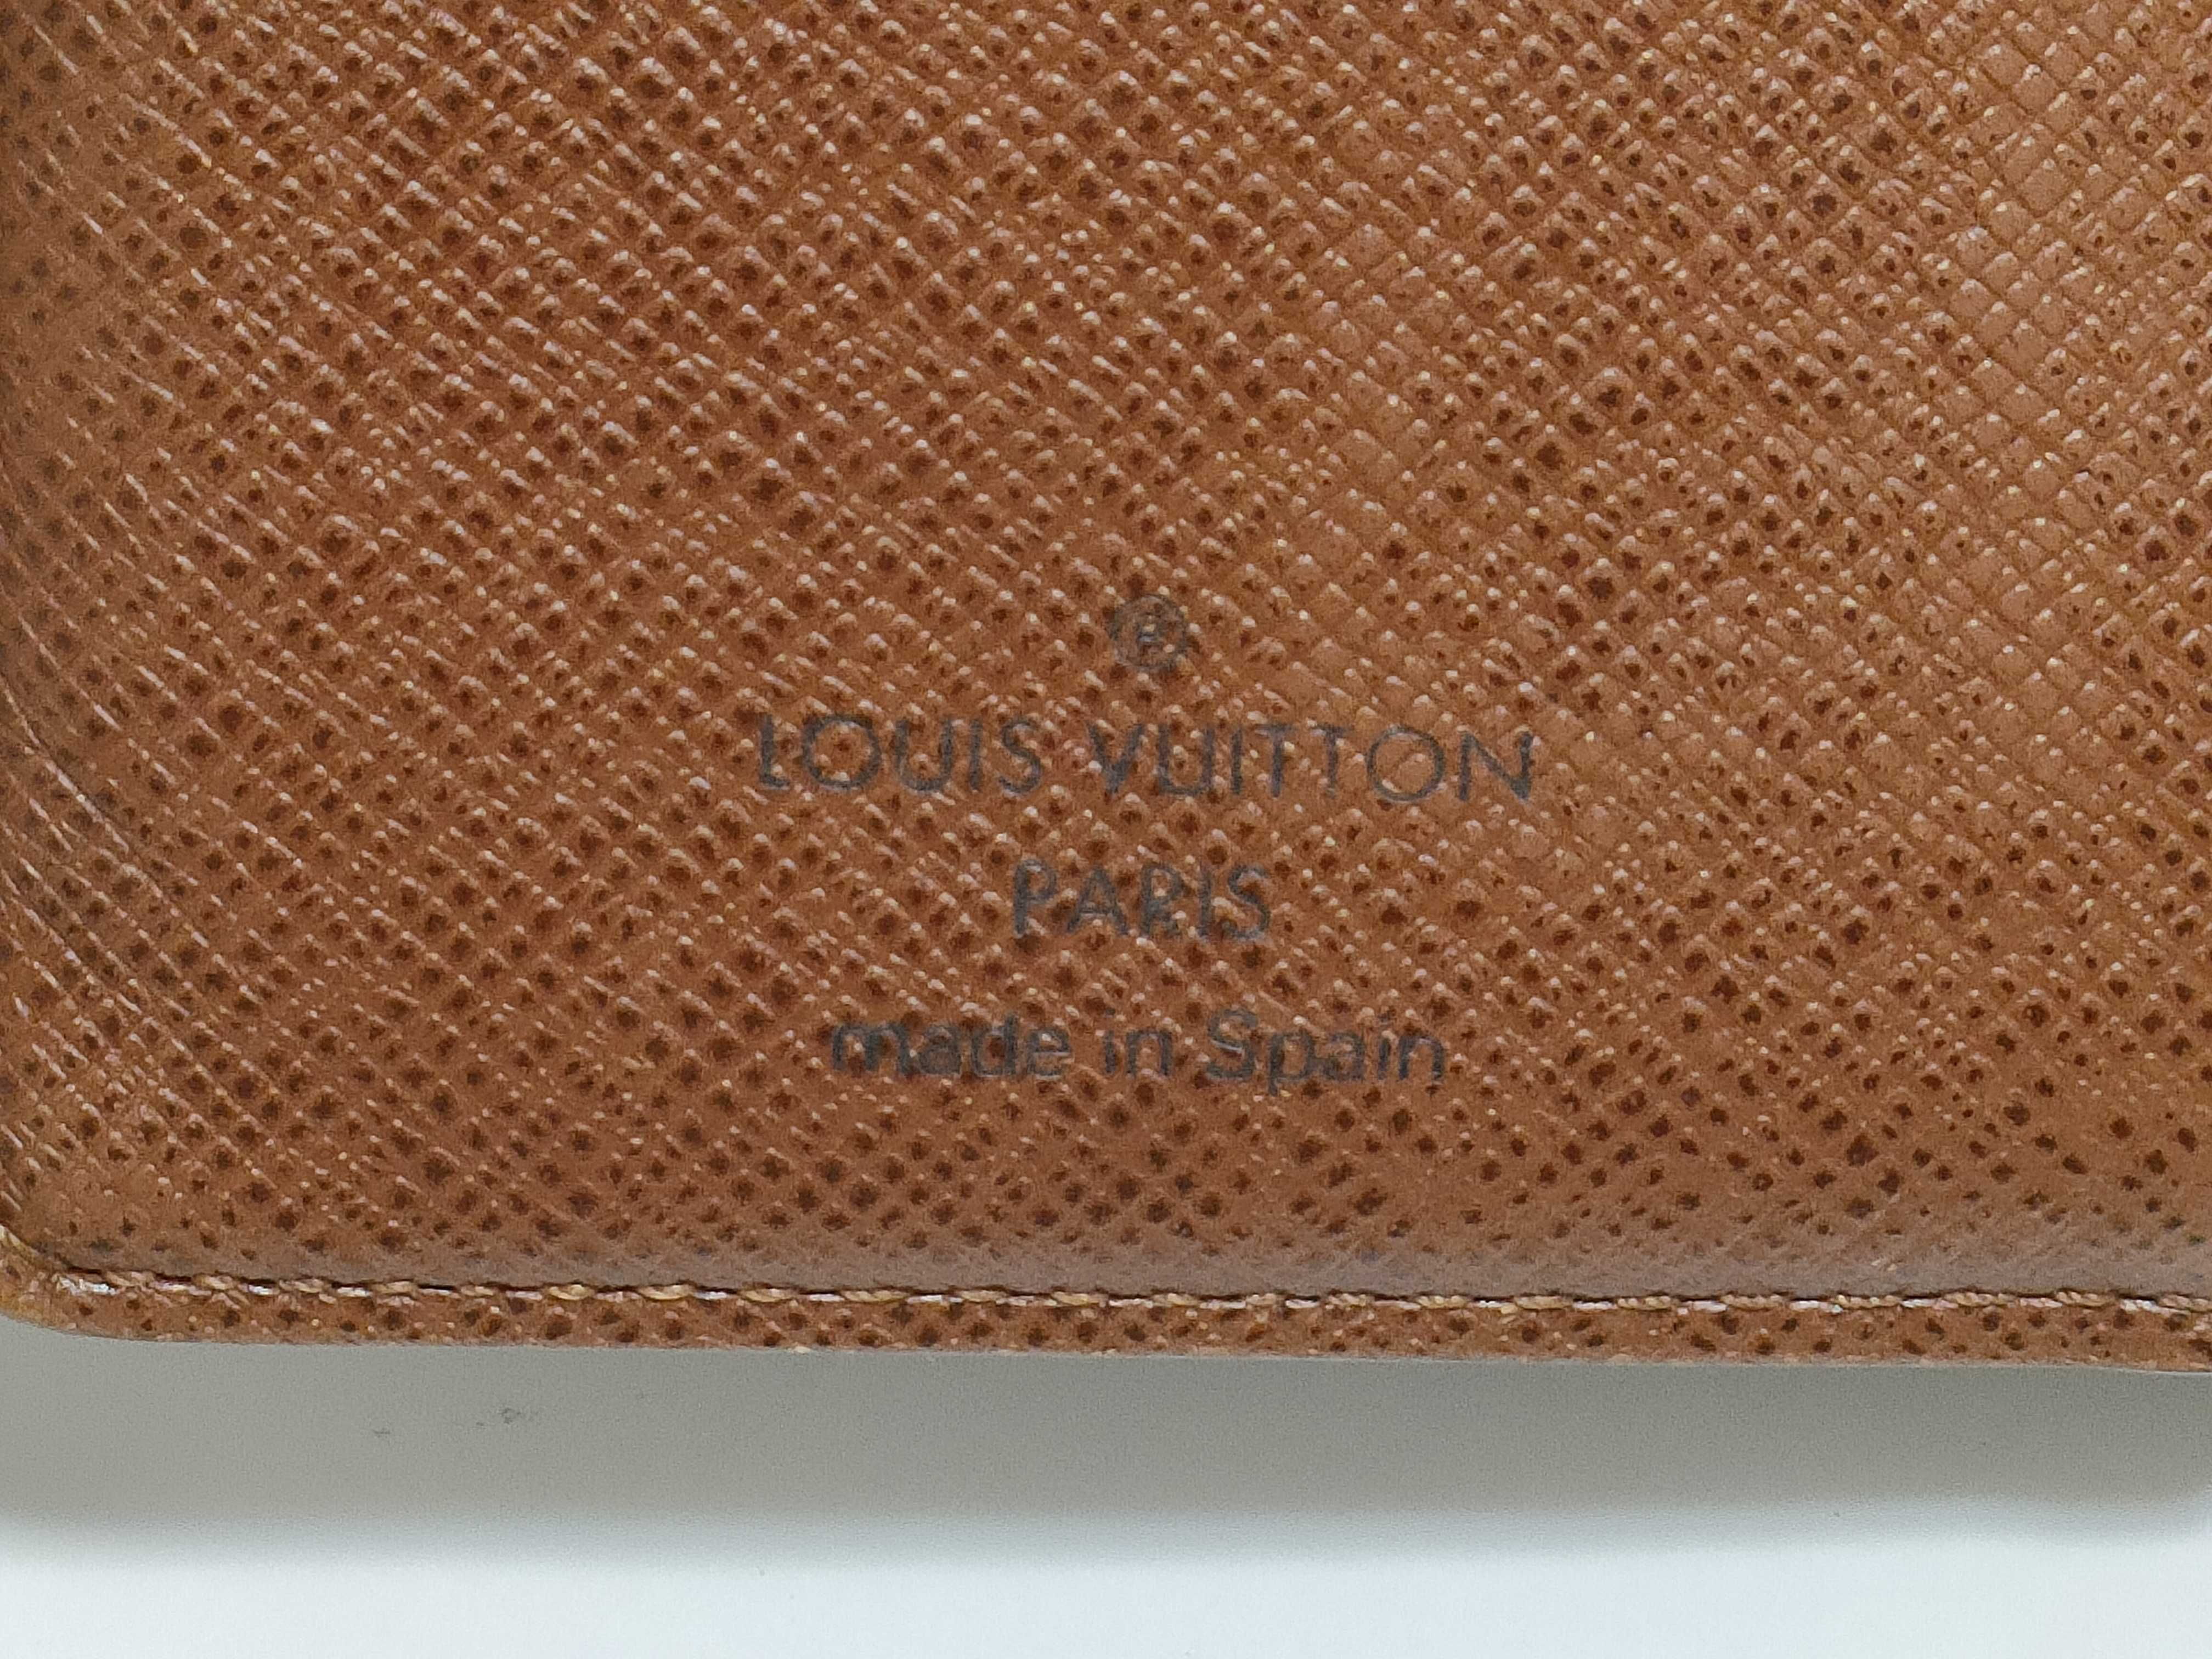 ®
LOUIS VUITTON
PARIS
made in Spain